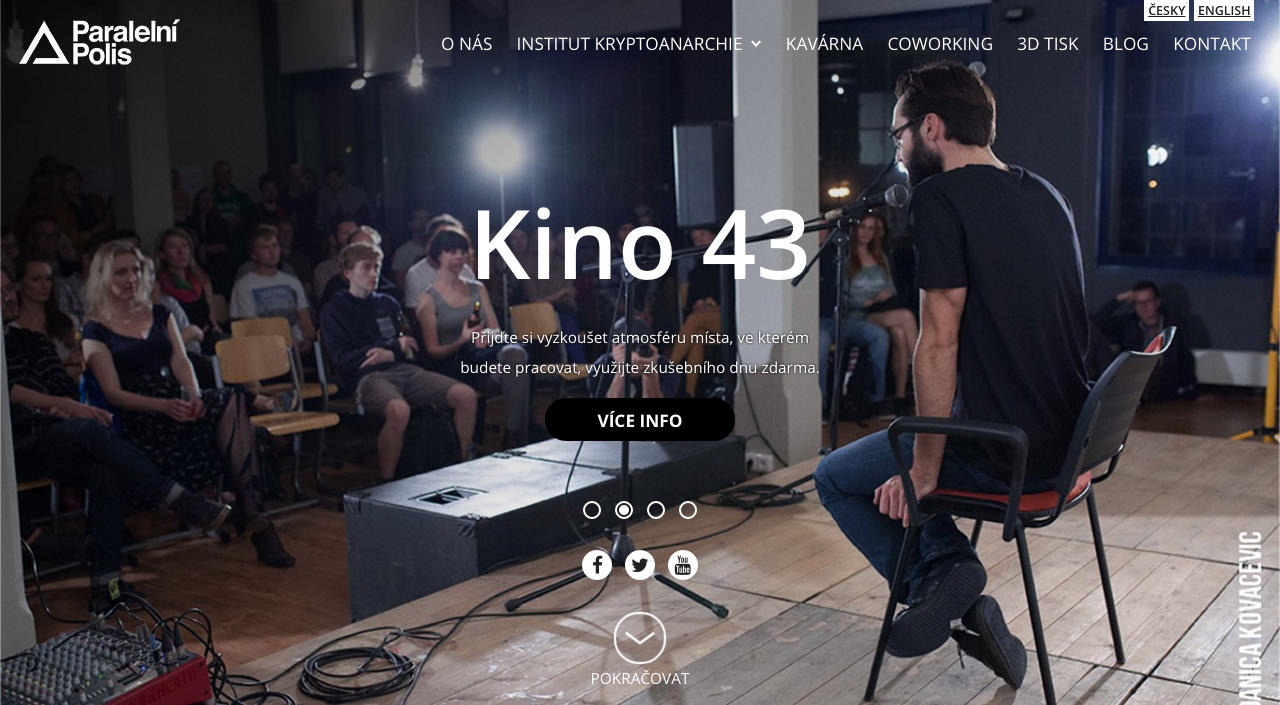 ČESKY ENGLISH
Paralelní
Polis
O NÁS INSTITUT KRYPTOANARCHIE KAVÁRNA COWORKING 3D TISK BLOG KONTAKT
Kino 43
Přijďte si vyzkoušet atmosféru místa, ve kterém
budete pracovat, využijte zkušebního dnu zdarma.
VÍCE INFO
You
Tube
POKRAČOVAT
DANICA KOVACEVIC